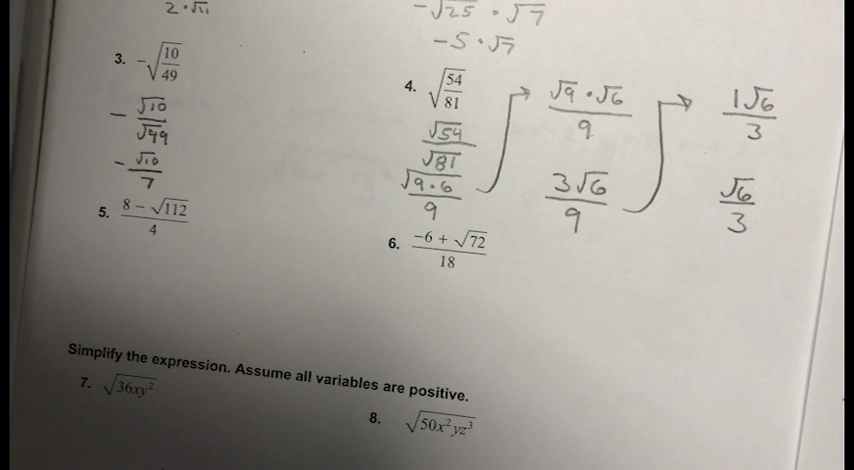 2·√11
-√25 · √7
-5 · √7
3. -√(10/49)
-√10/√49
-√10/7
4. √(54/81)
√54/√81
√(9·6)/9
√9·√6/9
3√6/9
1√6/3
√6/3
5. (8 - √112)/4
6. (-6 + √72)/18
Simplify the expression. Assume all variables are positive.
7. √(36xy²)
8. √(50x²yz³)